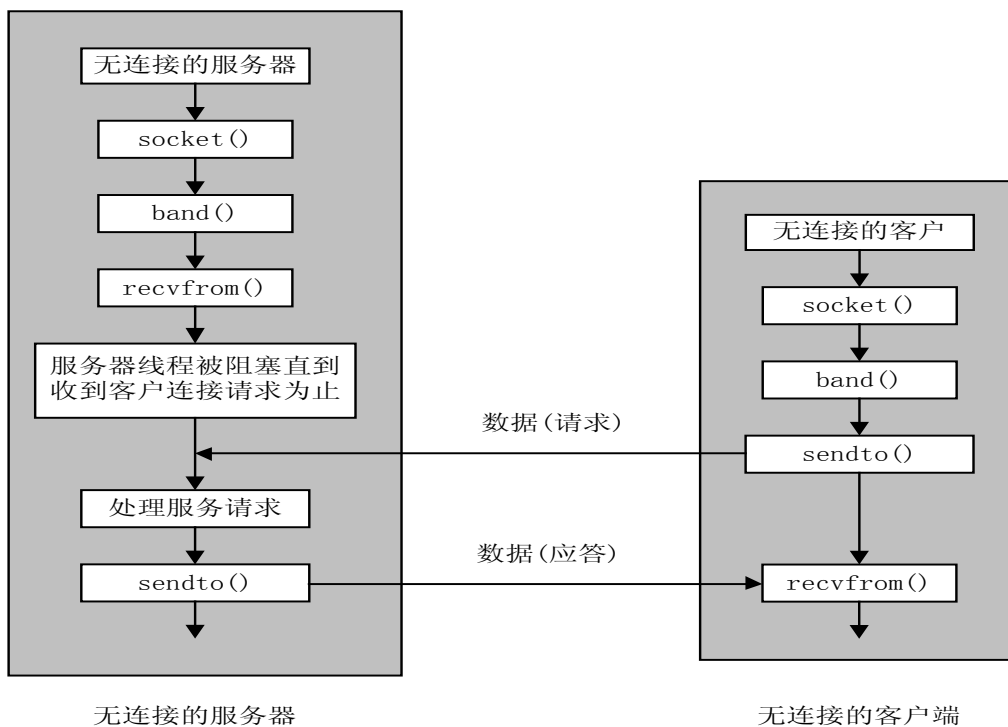 无连接的服务器
socket()
band()
recvfrom()
服务器线程被阻塞直到
收到客户连接请求为止
处理服务请求
sendto()
数据(请求)
数据(应答)
无连接的客户
socket()
band()
sendto()
recvfrom()
无连接的服务器
无连接的客户端